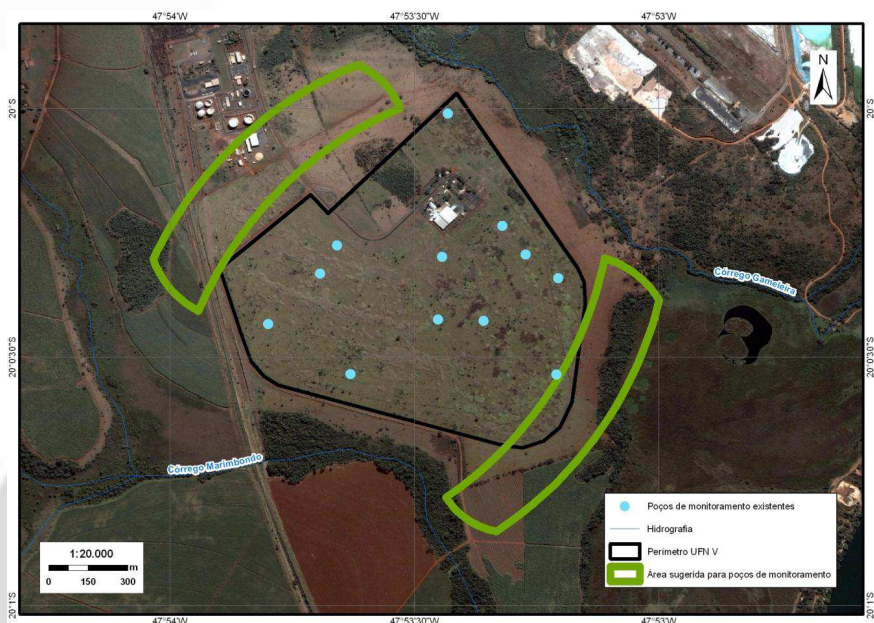 47°54'W
47°53'30"W
47°53'W
N
20°S
20°S
Córrego Gameleira
20°0'30"S
20°0'30"S
Córrego Marimbondo
1:20.000
0 150 300 m
Poços de monitoramento existentes
Hidrografia
Perímetro UFN V
Área sugerida para poços de monitoramento
20°1'S
20°1'S
47°54'W
47°53'30"W
47°53'W